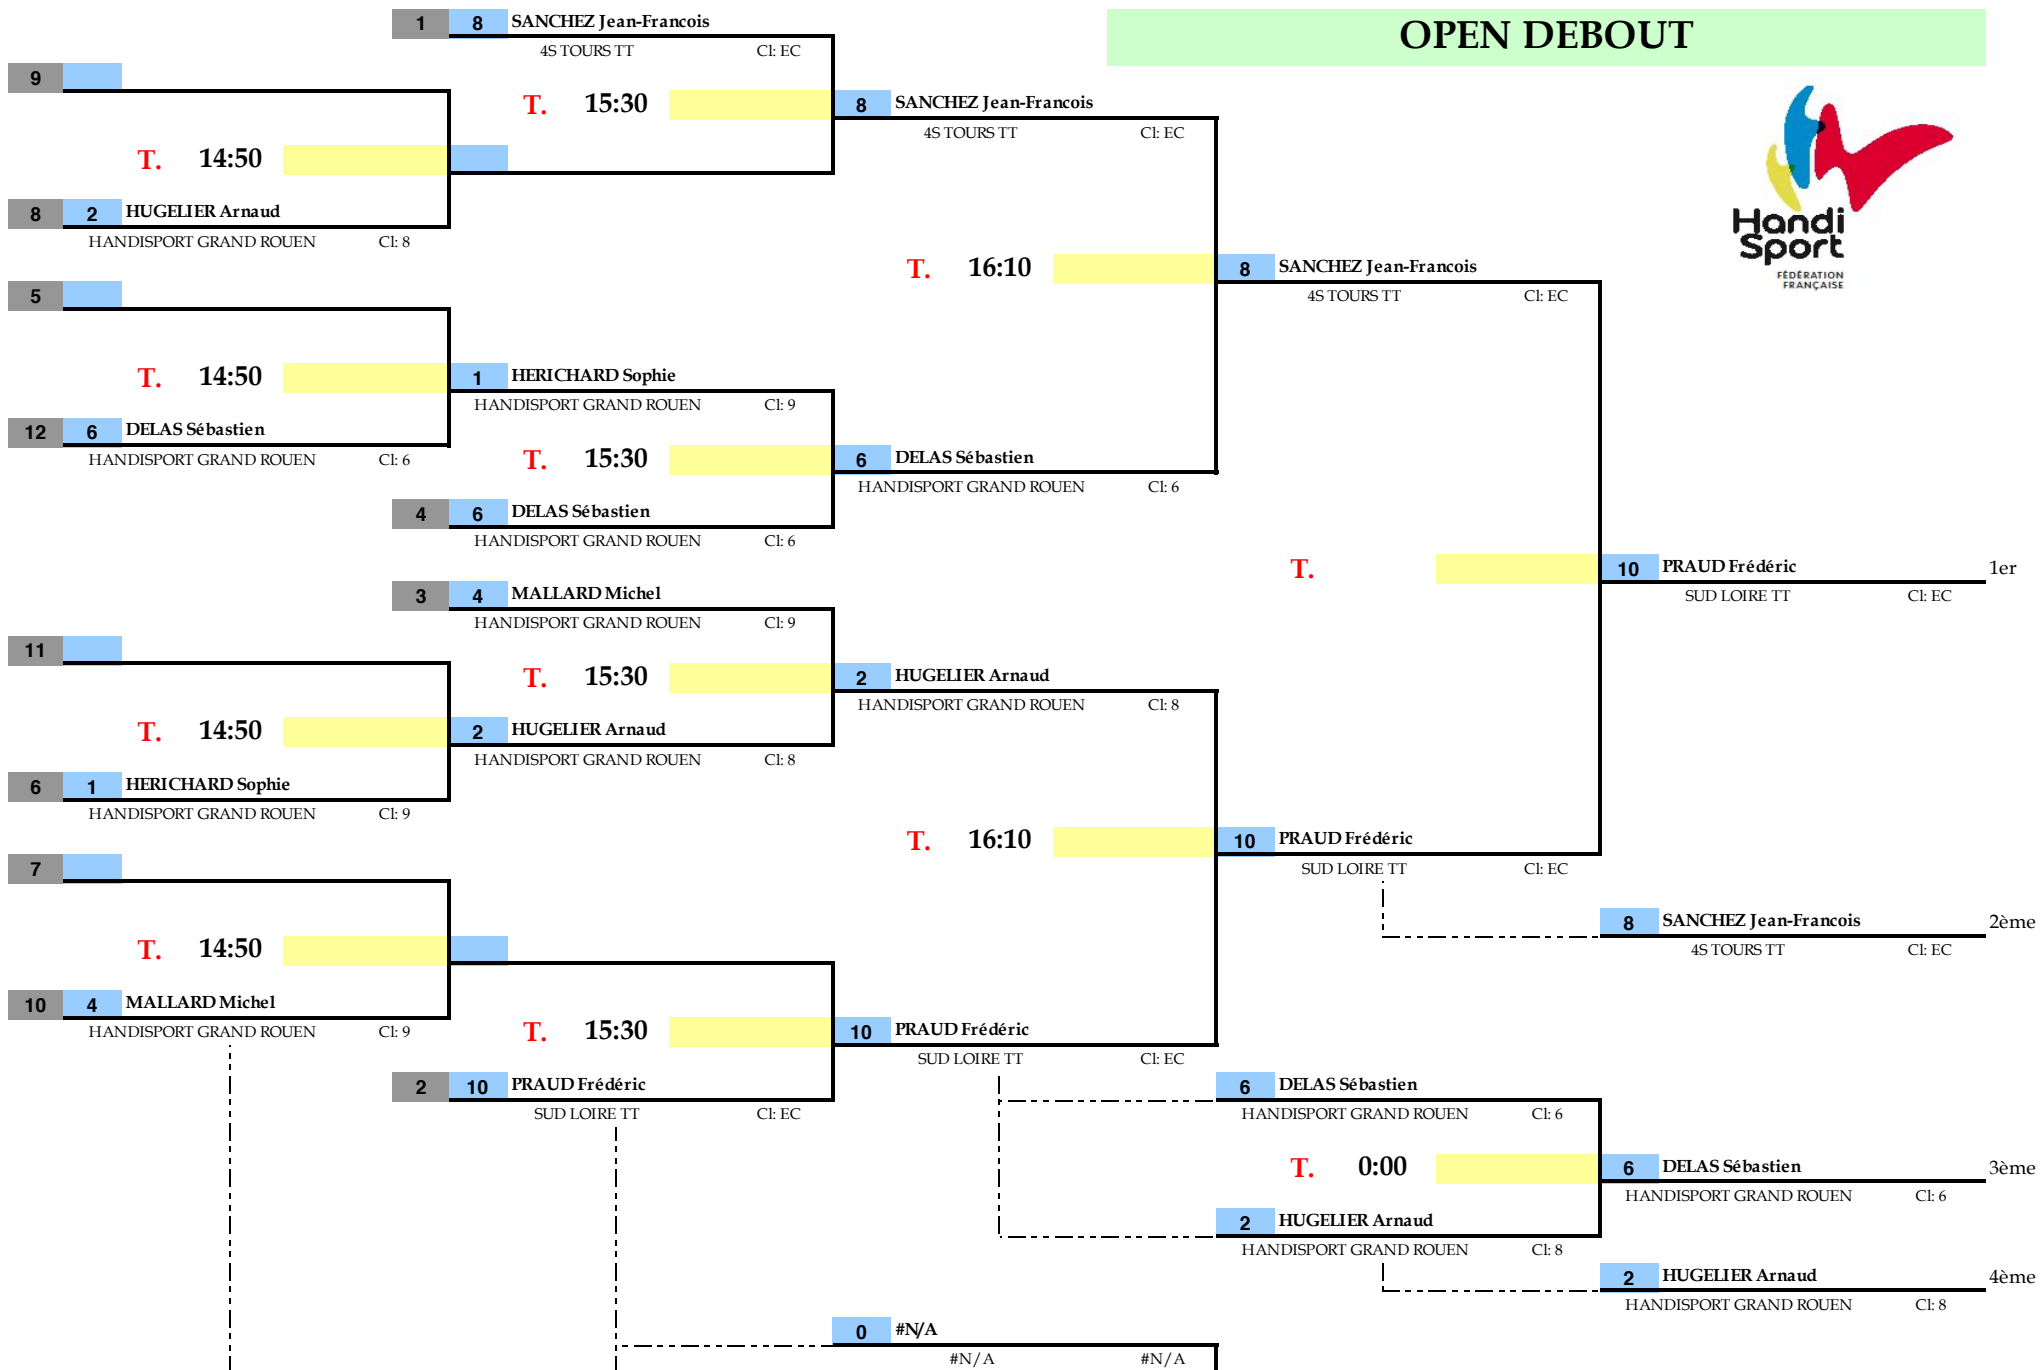 1 8 SANCHEZ Jean-Francois
4S TOURS TT Cl: EC
OPEN DEBOUT
9
T. 15:30
8 SANCHEZ Jean-Francois
4S TOURS TT Cl: EC
T. 14:50
8 2 HUGELIER Arnaud
HANDISPORT GRAND ROUEN Cl: 8
Handi
Sport
FÉDÉRATION
FRANÇAISE
T. 16:10
8 SANCHEZ Jean-Francois
4S TOURS TT Cl: EC
5
T. 14:50
1 HERICHARD Sophie
HANDISPORT GRAND ROUEN Cl: 9
12 6 DELAS Sébastien
HANDISPORT GRAND ROUEN Cl: 6
T. 15:30
6 DELAS Sébastien
HANDISPORT GRAND ROUEN Cl: 6
4 6 DELAS Sébastien
HANDISPORT GRAND ROUEN Cl: 6
T.
10 PRAUD Frédéric 1er
SUD LOIRE TT Cl: EC
3 4 MALLARD Michel
HANDISPORT GRAND ROUEN Cl: 9
11
T. 15:30
2 HUGELIER Arnaud
HANDISPORT GRAND ROUEN Cl: 8
T. 14:50
2 HUGELIER Arnaud
HANDISPORT GRAND ROUEN Cl: 8
6 1 HERICHARD Sophie
HANDISPORT GRAND ROUEN Cl: 9
T. 16:10
10 PRAUD Frédéric
SUD LOIRE TT Cl: EC
7
8 SANCHEZ Jean-Francois 2ème
4S TOURS TT Cl: EC
T. 14:50
10 4 MALLARD Michel
HANDISPORT GRAND ROUEN Cl: 9
T. 15:30
10 PRAUD Frédéric
SUD LOIRE TT Cl: EC
2 10 PRAUD Frédéric
SUD LOIRE TT Cl: EC
6 DELAS Sébastien
HANDISPORT GRAND ROUEN Cl: 6
T. 0:00
6 DELAS Sébastien 3ème
HANDISPORT GRAND ROUEN Cl: 6
2 HUGELIER Arnaud
HANDISPORT GRAND ROUEN Cl: 8
2 HUGELIER Arnaud 4ème
HANDISPORT GRAND ROUEN Cl: 8
0 #N/A
#N/A #N/A